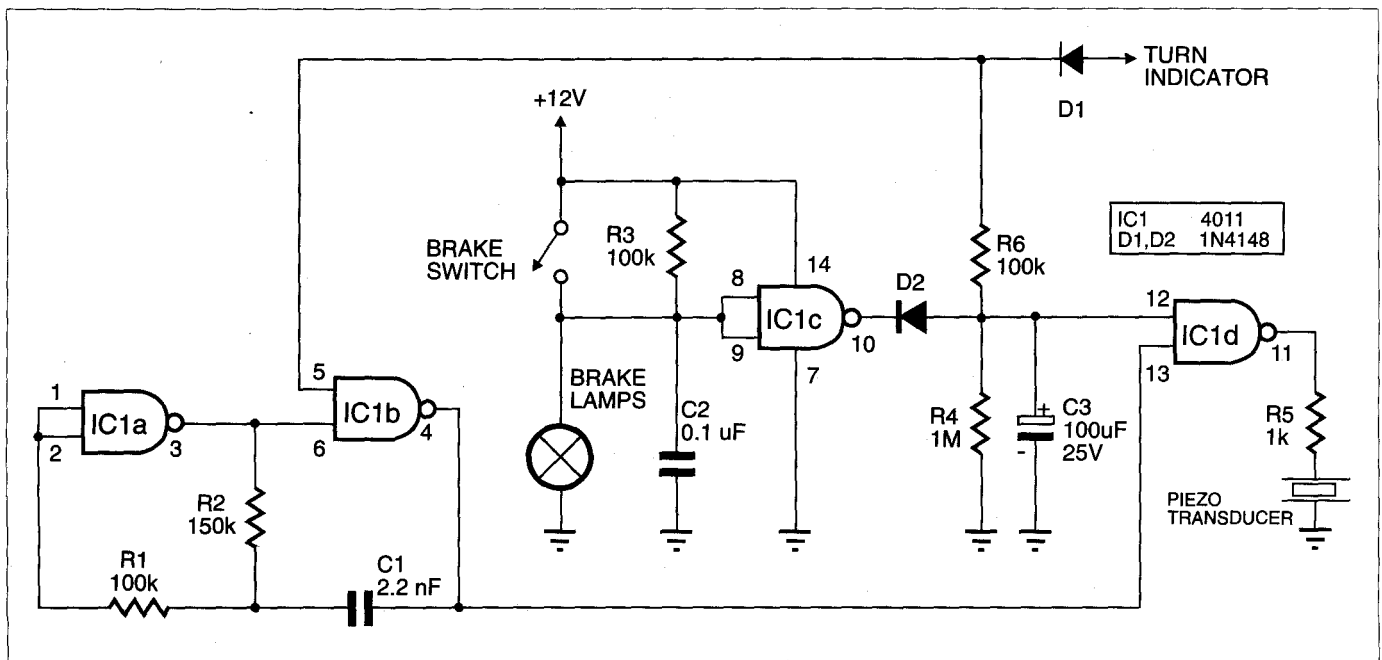 TURN
INDICATOR
D1
+12V
IC1 4011
D1,D2 1N4148
BRAKE
SWITCH
R3
100k
14
8
9
IC1c
10
7
D2
R6
100k
12
13
IC1d
11
5
6
IC1b
4
1
2
IC1a
3
BRAKE
LAMPS
C2
0.1 uF
R4
1M
+
C3
100uF
25V
-
R5
1k
R2
150k
PIEZO
TRANSDUCER
R1
100k
C1
2.2 nF